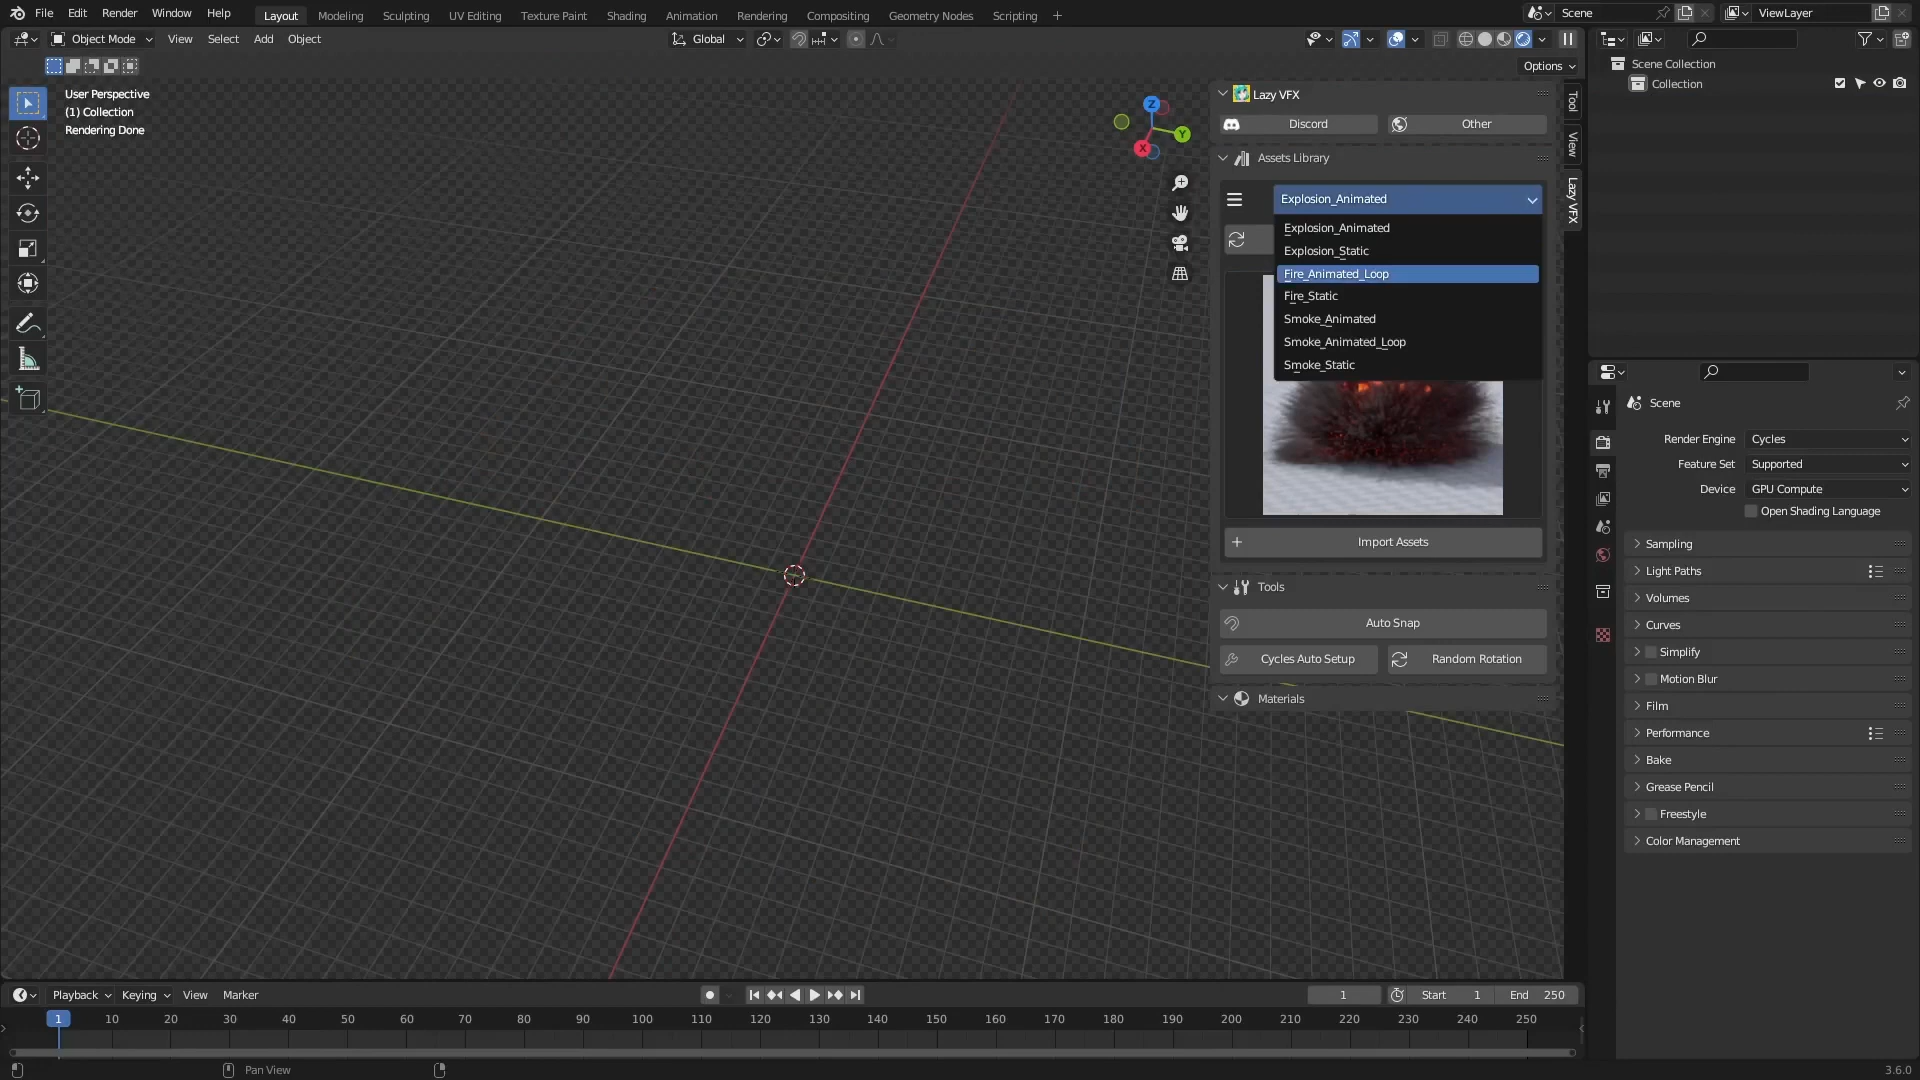 File Edit Render Window Help Layout Modeling Sculpting UV Editing Texture Paint Shading Animation Rendering Compositing Geometry Nodes Scripting + Scene ViewLayer
Object Mode View Select Add Object Global
Options
User Perspective
(1) Collection
Rendering Done
X
Y
Z
Lazy VFX
Discord Other
Assets Library
Explosion_Animated
Explosion_Animated
Explosion_Static
Fire_Animated_Loop
Fire_Static
Smoke_Animated
Smoke_Animated_Loop
Smoke_Static
Import Assets
Tools
Auto Snap
Cycles Auto Setup Random Rotation
Materials
Tool
View
Lazy VFX
Scene Collection
Collection
Scene
Render Engine Cycles
Feature Set Supported
Device GPU Compute
Open Shading Language
Sampling
Light Paths
Volumes
Curves
Simplify
Motion Blur
Film
Performance
Bake
Grease Pencil
Freestyle
Color Management
Playback Keying View Marker 1 Start 1 End 250
1 10 20 30 40 50 60 70 80 90 100 110 120 130 140 150 160 170 180 190 200 210 220 230 240 250
Pan View 3.6.0